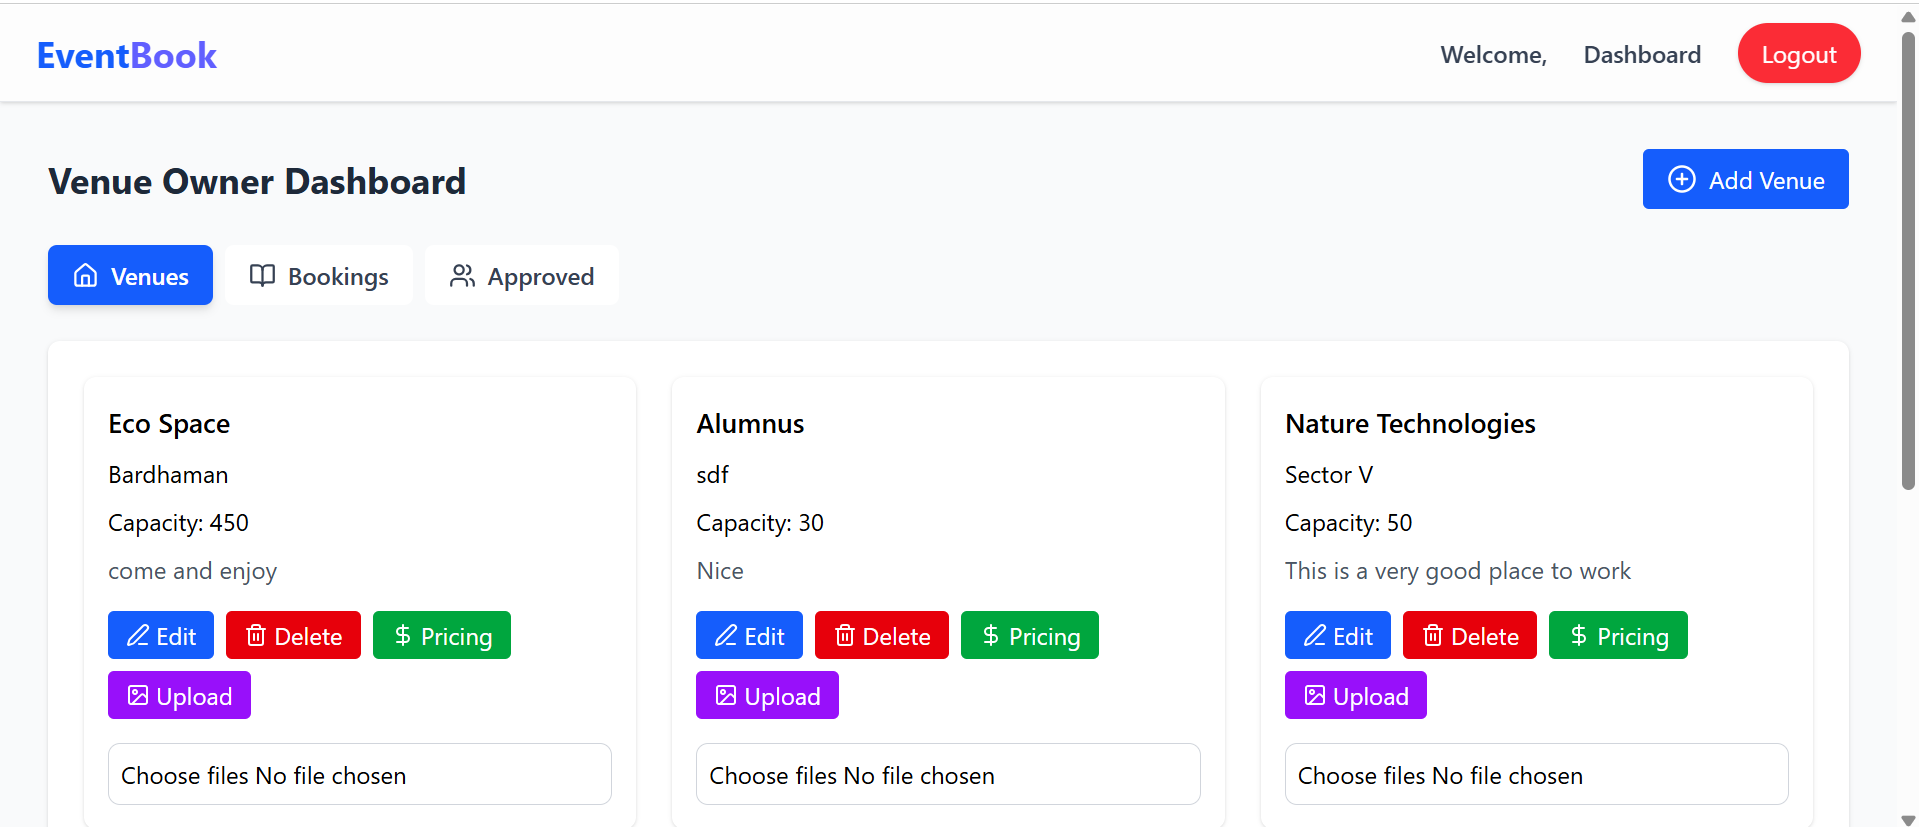 EventBook
Welcome, Dashboard Logout
Venue Owner Dashboard
Add Venue
Venues Bookings Approved
Eco Space
Bardhaman
Capacity: 450
come and enjoy
Edit Delete $ Pricing
Upload
Choose files No file chosen
Alumnus
sdf
Capacity: 30
Nice
Edit Delete $ Pricing
Upload
Choose files No file chosen
Nature Technologies
Sector V
Capacity: 50
This is a very good place to work
Edit Delete $ Pricing
Upload
Choose files No file chosen